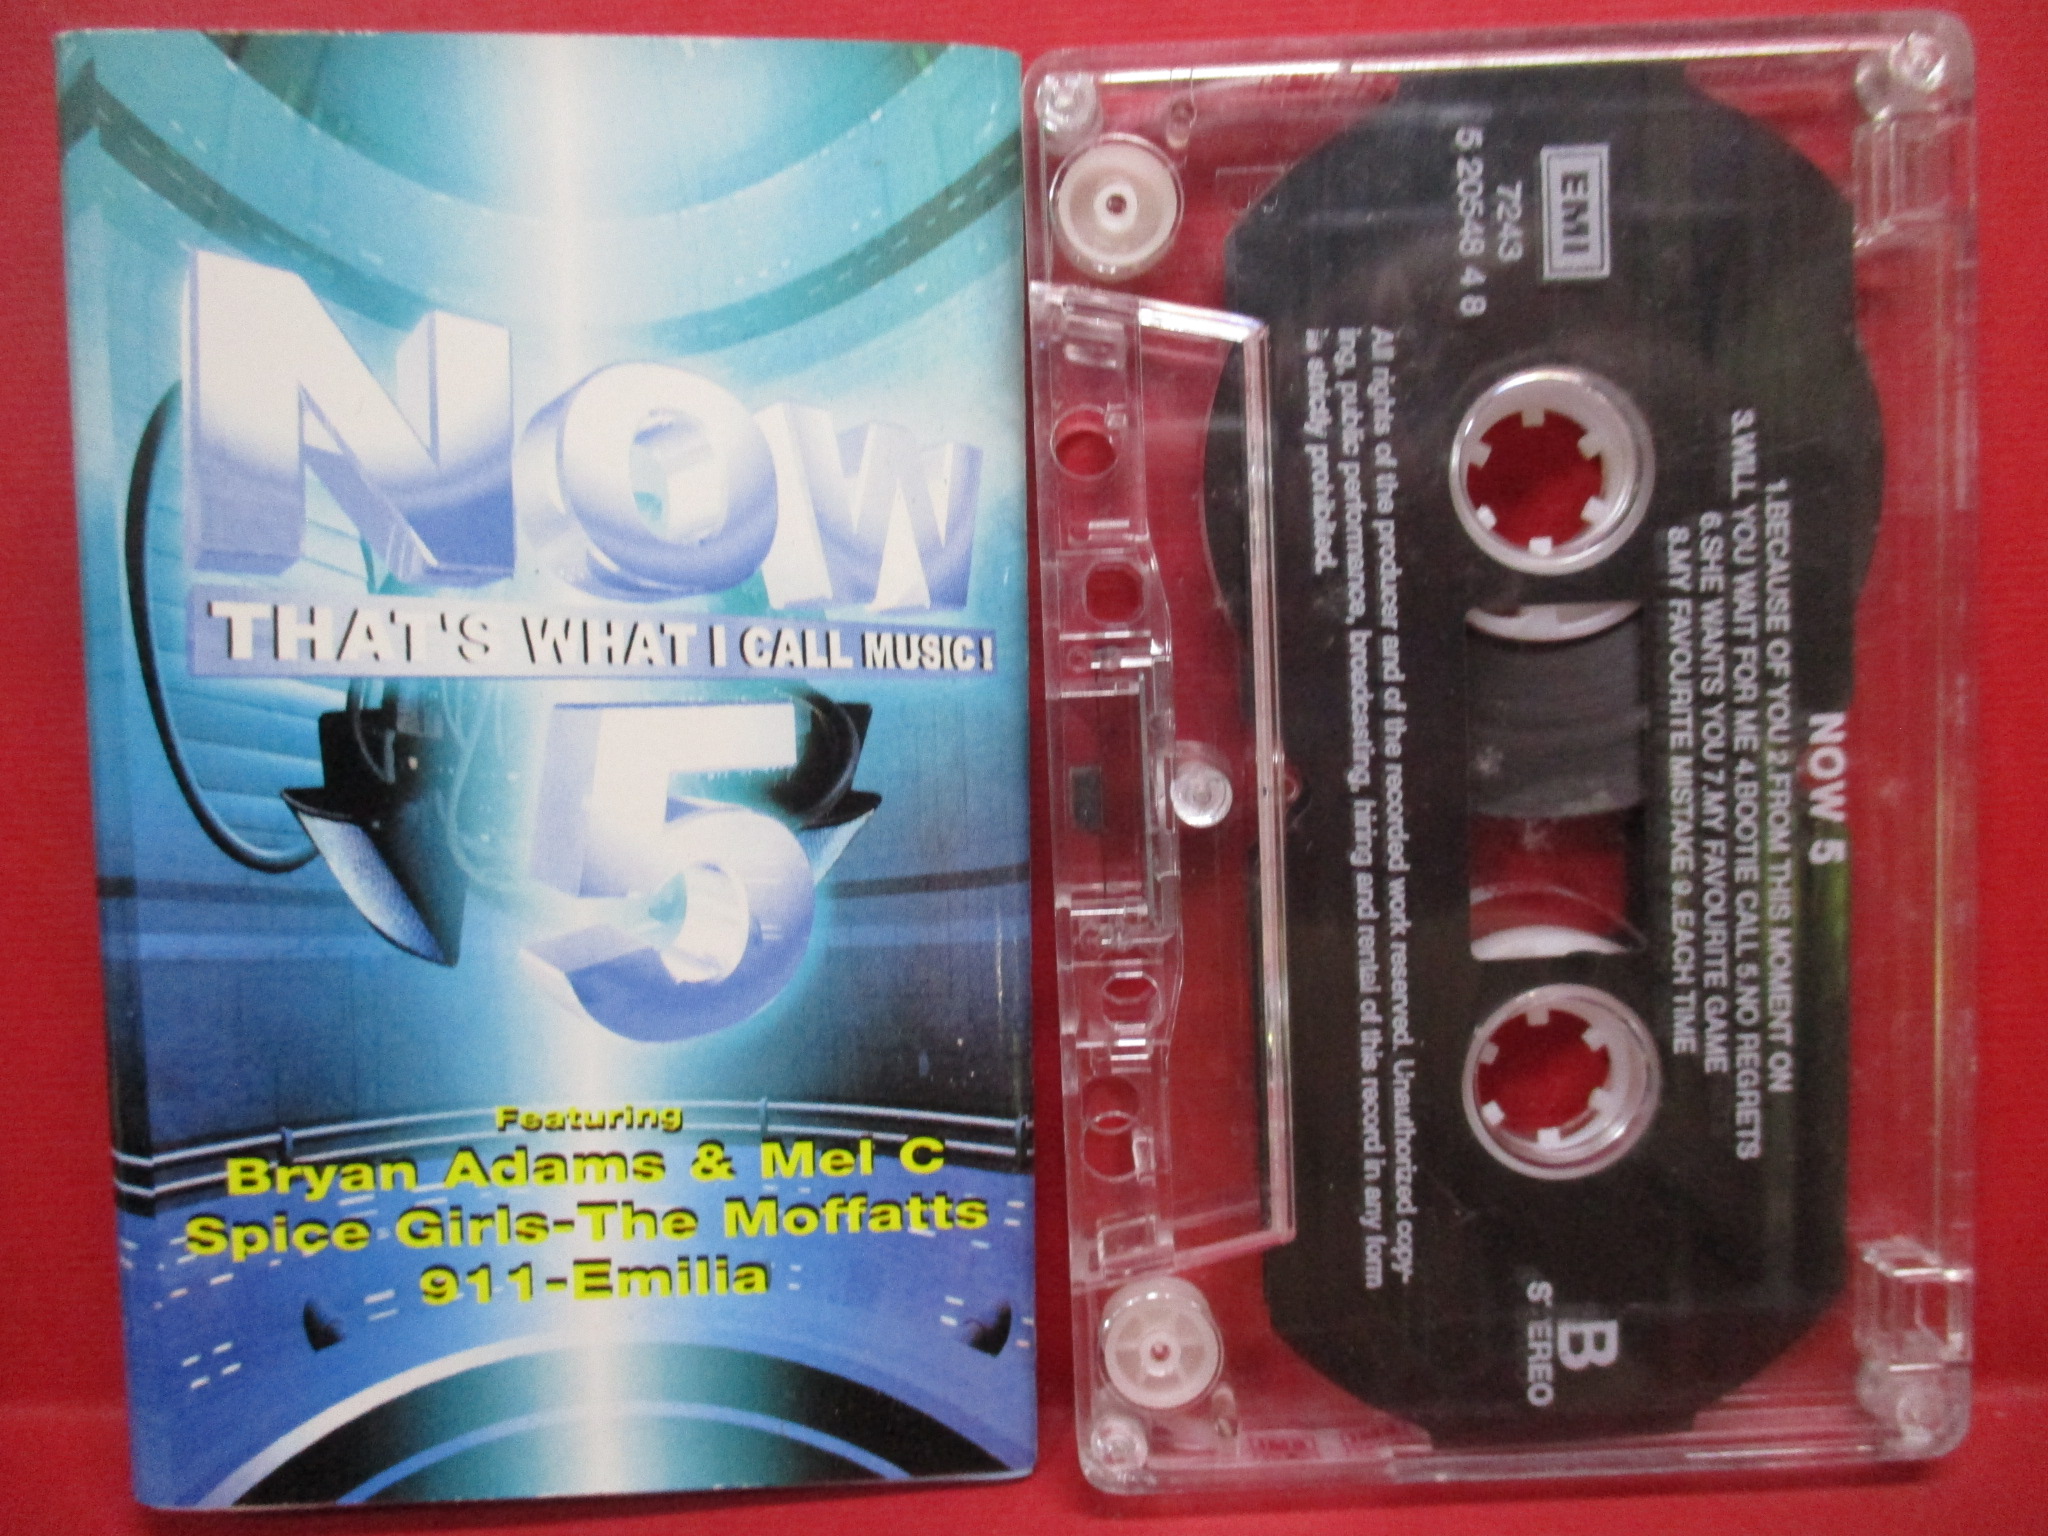 NOW
THAT'S WHAT I CALL MUSIC!
5
Featuring
Bryan Adams & Mel C
Spice Girls-The Moffatts
911-Emilia
NOW 5
1.BECAUSE OF YOU 2.FROM THIS MOMENT ON
3.WILL YOU WAIT FOR ME 4.BOOTIE CALL 5.NO REGRETS
6.SHE WANTS YOU 7.MY FAVOURITE GAME
8.MY FAVOURITE MISTAKE 9. EACH TIME
EMI
7243
5 20548 4 8
B
STEREO
All rights of the producer and of the recorded work reserved. Unauthorized copy-
ing, public performance, broadcasting, hiring and rental of this record in any form
is strictly prohibited.